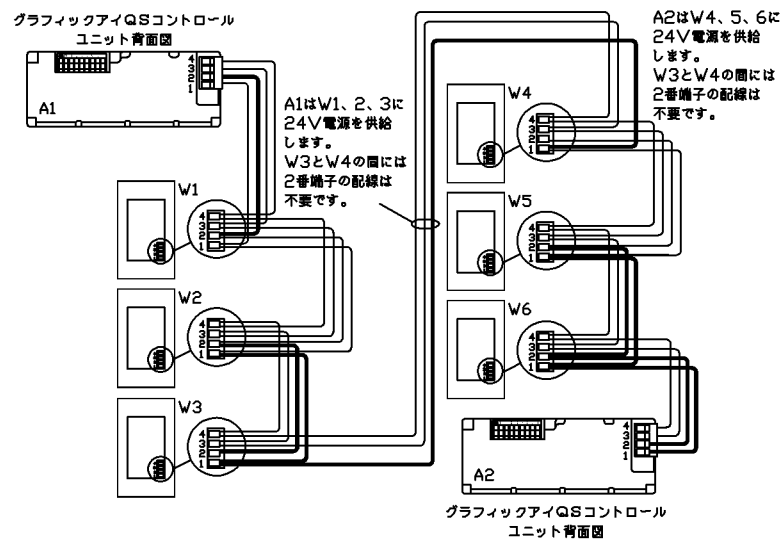 グラフィックアイQSコントロール
ユニット背面図
4
3
2
1
A1
A1はW1、2、3に
24V電源を供給
します。
W3とW4の間には
2番端子の配線は
不要です。
W1
4
3
2
1
W2
4
3
2
1
W3
4
3
2
1
A2はW4、5、6に
24V電源を供給
します。
W3とW4の間には
2番端子の配線は
不要です。
W4
4
3
2
1
W5
4
3
2
1
W6
4
3
2
1
4
3
2
1
A2
グラフィックアイQSコントロール
ユニット背面図